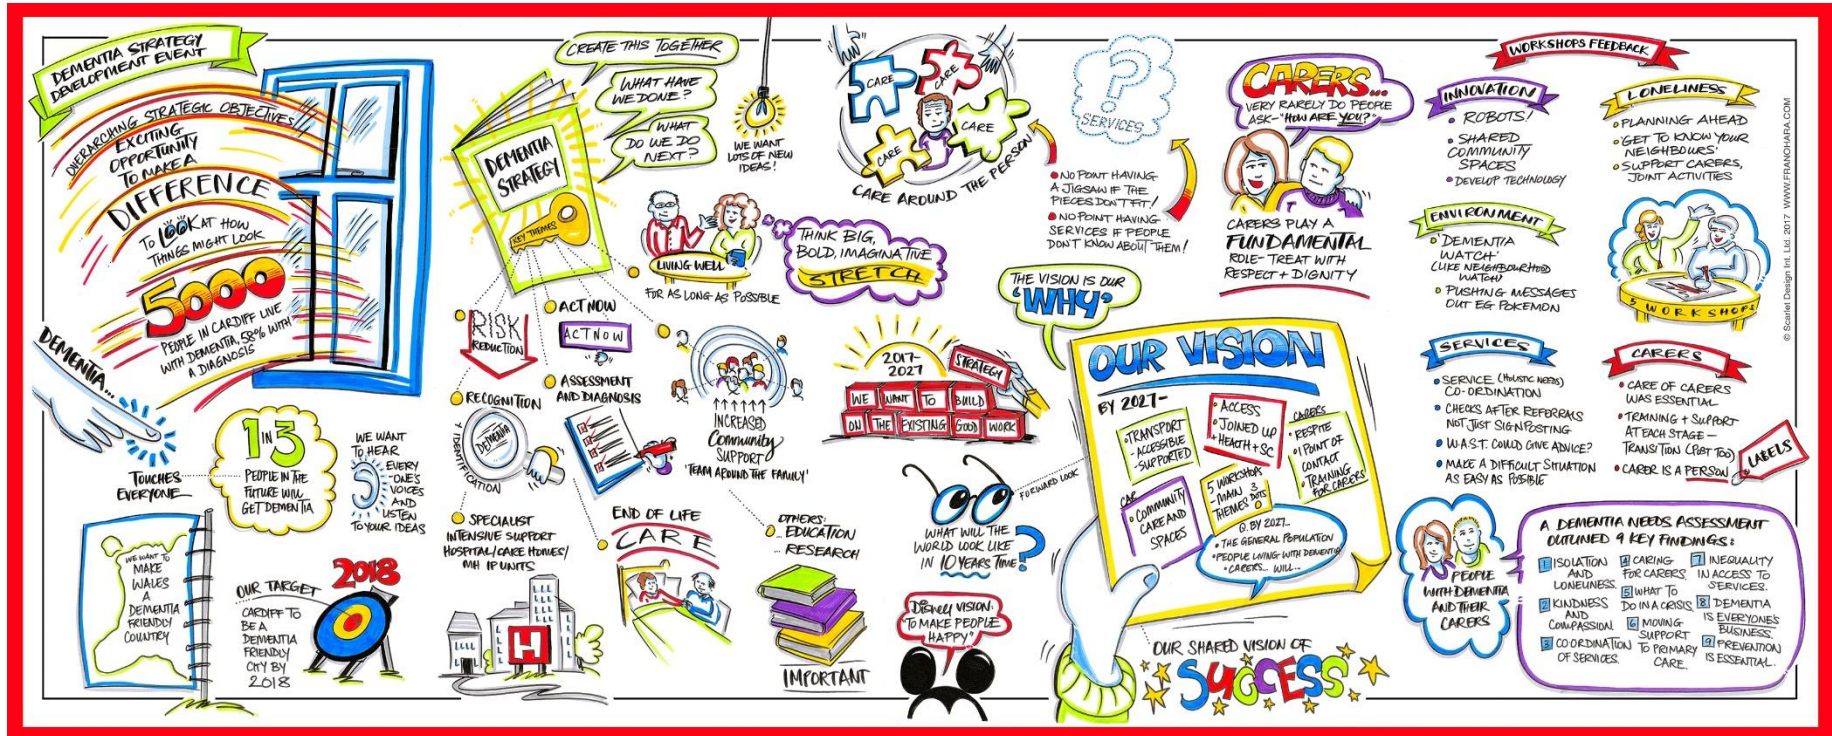 DEMENTIA STRATEGY
DEVELOPMENT EVENT
OVERARCHING STRATEGIC OBJECTIVES
EXCITING
OPPORTUNITY
TO MAKE A
DIFFERENCE
TO LOOK AT HOW
THINGS MIGHT LOOK
5000
PEOPLE IN CARDIFF LIVE
WITH DEMENTIA, 58% WITH
A DIAGNOSIS
DEMENTIA...
TOUCHES
EVERYONE
1 IN 3
PEOPLE IN THE
FUTURE WILL
GET DEMENTIA
WE WANT
TO HEAR
EVERY
-ONE'S
VOICES
AND
LISTEN
TO YOUR IDEAS
WE WANT TO
MAKE
WALES
A
DEMENTIA
FRIENDLY
COUNTRY
OUR TARGET
2018
CARDIFF TO
BE A
DEMENTIA
FRIENDLY
CITY BY
2018
CREATE THIS TOGETHER
WHAT HAVE
WE DONE?
WHAT
DO WE DO
NEXT?
DEMENTIA
STRATEGY
KEY THEMES
WE WANT
LOTS OF NEW
IDEAS!
LIVING WELL
FOR AS LONG AS POSSIBLE
THINK BIG,
BOLD, IMAGINATIVE
STRETCH
RISK
REDUCTION
ACT NOW
ACT NOW
RECOGNITION
+ IDENTIFICATION
DEMENTIA
ASSESSMENT
AND DIAGNOSIS
INCREASED
Community
SUPPORT
'TEAM AROUND THE FAMILY'
SPECIALIST
INTENSIVE SUPPORT
HOSPITAL/CARE HOMES/
MH IP UNITS
H
END OF LIFE
CARE
OTHERS:
EDUCATION
RESEARCH
IMPORTANT
CARE
CARE
CARE
CARE
CARE AROUND THE PERSON
?
SERVICES
NO POINT HAVING
A JIGSAW IF THE
PIECES DON'T FIT!
NO POINT HAVING
SERVICES IF PEOPLE
DON'T KNOW ABOUT THEM!
2017-
2027
STRATEGY
WE WANT TO BUILD
ON THE EXISTING GOOD WORK
FORWARD LOOK
WHAT WILL THE
WORLD LOOK LIKE
IN 10 YEARS TIME?
Disney VISION:
"TO MAKE PEOPLE
HAPPY"
CARERS...
VERY RARELY DO PEOPLE
ASK - "HOW ARE YOU?"
CARERS PLAY A
FUNDAMENTAL
ROLE - TREAT WITH
RESPECT + DIGNITY
THE VISION IS OUR
'WHY'
OUR VISION
BY 2027-
TRANSPORT
- ACCESSIBLE
- SUPPORTED
ACCESS
JOINED UP
+ HEALTH + SC
CARERS
RESPITE
1 POINT OF
CONTACT
TRAINING
FOR CARERS
CAR
COMMUNITY
CARE AND
SPACES
5 WORKSHOPS
- MAIN 3
THEMES DOTS
Q. BY 2027...
THE GENERAL POPULATION
PEOPLE LIVING WITH DEMENTIA
CARERS... WILL...
OUR SHARED VISION OF
SUCCESS
WORKSHOPS FEEDBACK
INNOVATION
ROBOTS!
SHARED
COMMUNITY
SPACES
DEVELOP TECHNOLOGY
LONELINESS
PLANNING AHEAD
'GET TO KNOW YOUR
NEIGHBOURS'
SUPPORT CARERS,
JOINT ACTIVITIES
ENVIRONMENT
'DEMENTIA
WATCH'
(LIKE NEIGHBOURHOOD
WATCH)
PUSHING MESSAGES
OUT EG POKEMON
5 WORKSHOPS
SERVICES
SERVICE (HOLISTIC NEEDS)
CO-ORDINATION
CHECKS AFTER REFERRALS
NOT JUST SIGNPOSTING
W.A.S.T. COULD GIVE ADVICE?
MAKE A DIFFICULT SITUATION
AS EASY AS POSSIBLE
CARERS
CARE OF CARERS
WAS ESSENTIAL
TRAINING + SUPPORT
AT EACH STAGE -
TRANSITION (PBT TOO)
CARER IS A PERSON
LABELS
PEOPLE
WITH DEMENTIA
AND THEIR
CARERS
A DEMENTIA NEEDS ASSESSMENT
OUTLINED 9 KEY FINDINGS:
1 ISOLATION
AND
LONELINESS.
2 KINDNESS
AND
COMPASSION.
3 COORDINATION
OF SERVICES.
4 CARING
FOR CARERS
5 WHAT TO
DO IN A CRISIS.
6 MOVING
SUPPORT
TO PRIMARY
CARE.
7 INEQUALITY
IN ACCESS TO
SERVICES.
8 DEMENTIA
IS EVERYONE'S
BUSINESS.
9 PREVENTION
IS ESSENTIAL.
© Scarlet Design Int. Ltd. 2017 WWW.FRANOHARA.COM